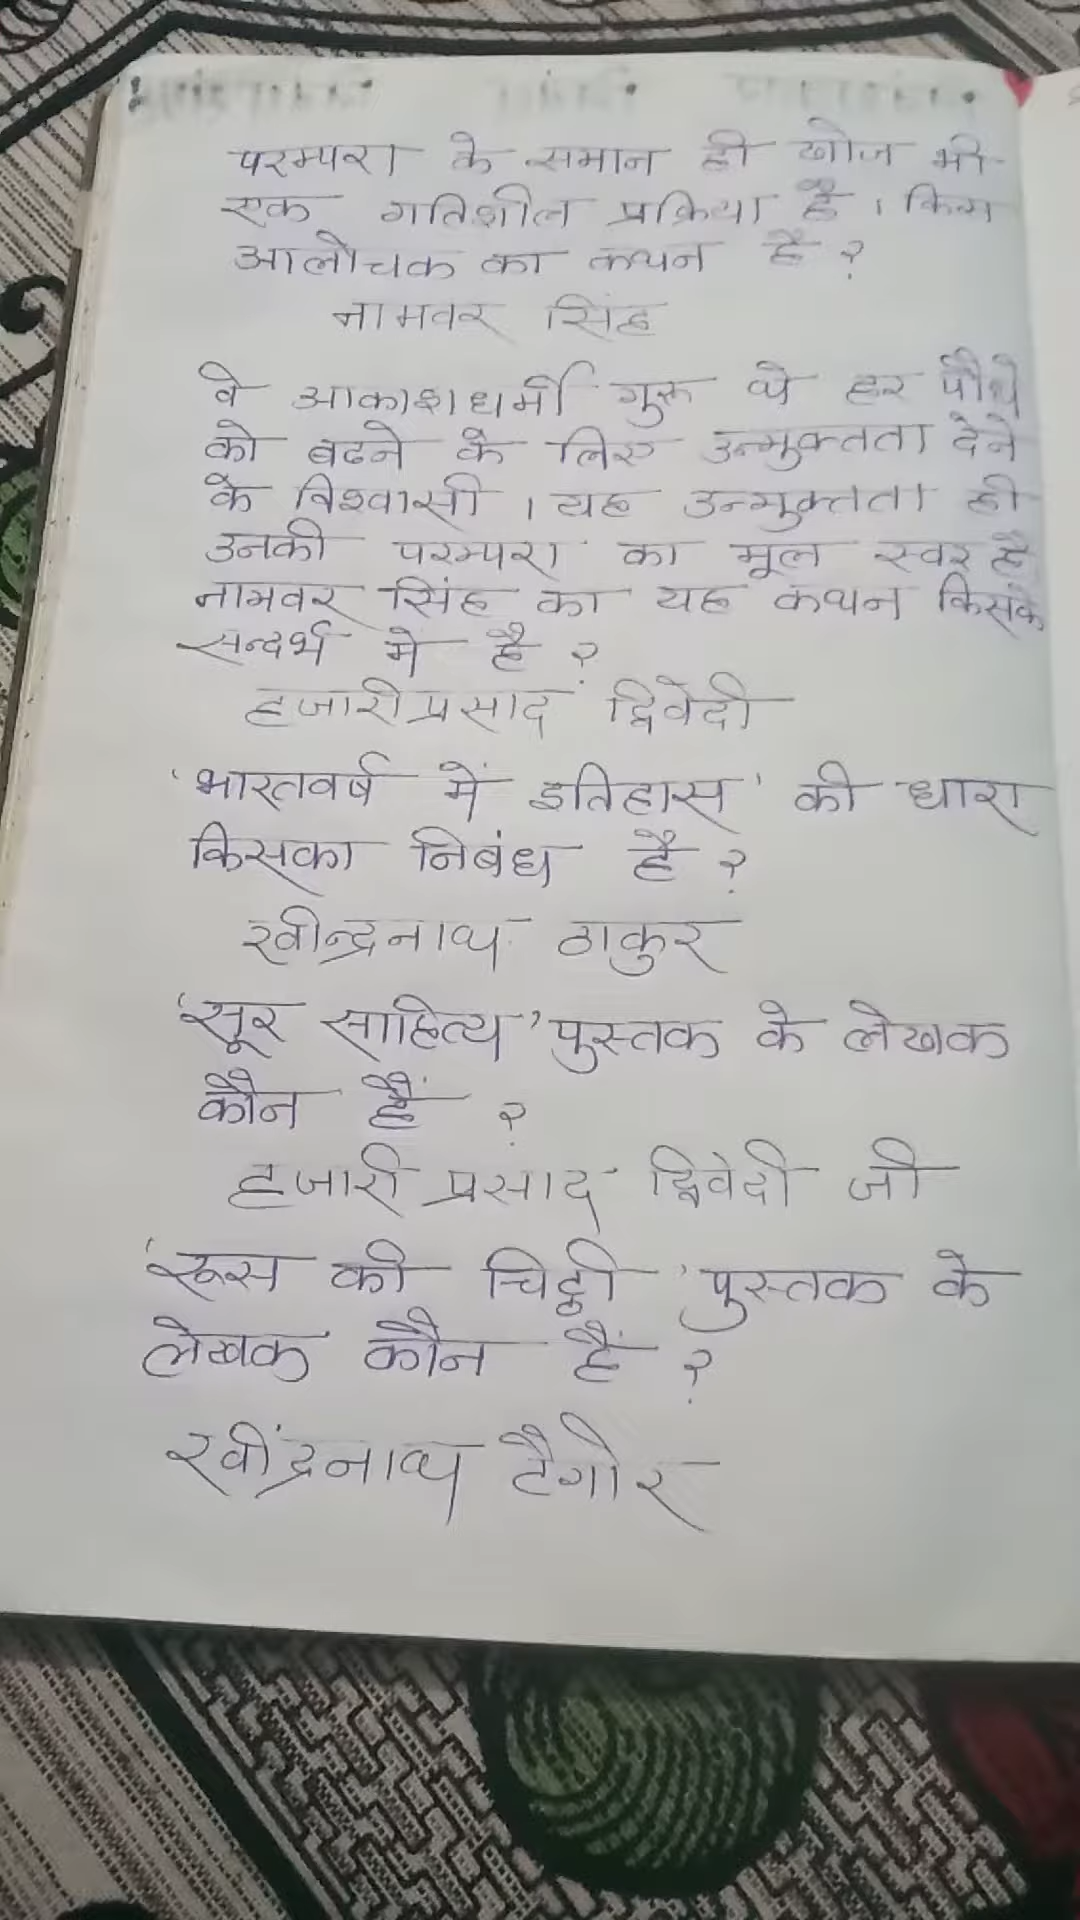 परम्परा के समान ही खोज भी
एक गतिशील प्रक्रिया है । किस
आलोचक का कथन है ?
नामवर सिंह
वे आकाशधर्मी गुरू थे हर पौधे
को बढने के लिए उन्मुक्तता देने
के विश्वासी । यह उन्मुक्तता ही
उनकी परम्परा का मूल स्वर है
नामवर सिंह का यह कथन किसके
सन्दर्भ मे है ?
हजारी प्रसाद द्विवेदी
'भारतवर्ष में इतिहास' की धारा
किसका निबंध है ?
रवीन्द्रनाथ ठाकुर
'सूर साहित्य' पुस्तक के लेखक
कौन हैं ?
हजारी प्रसाद द्विवेदी जी
'रूस की चिट्ठी' पुस्तक के
लेखक कौन हैं ?
रवींद्रनाथ टैगोर